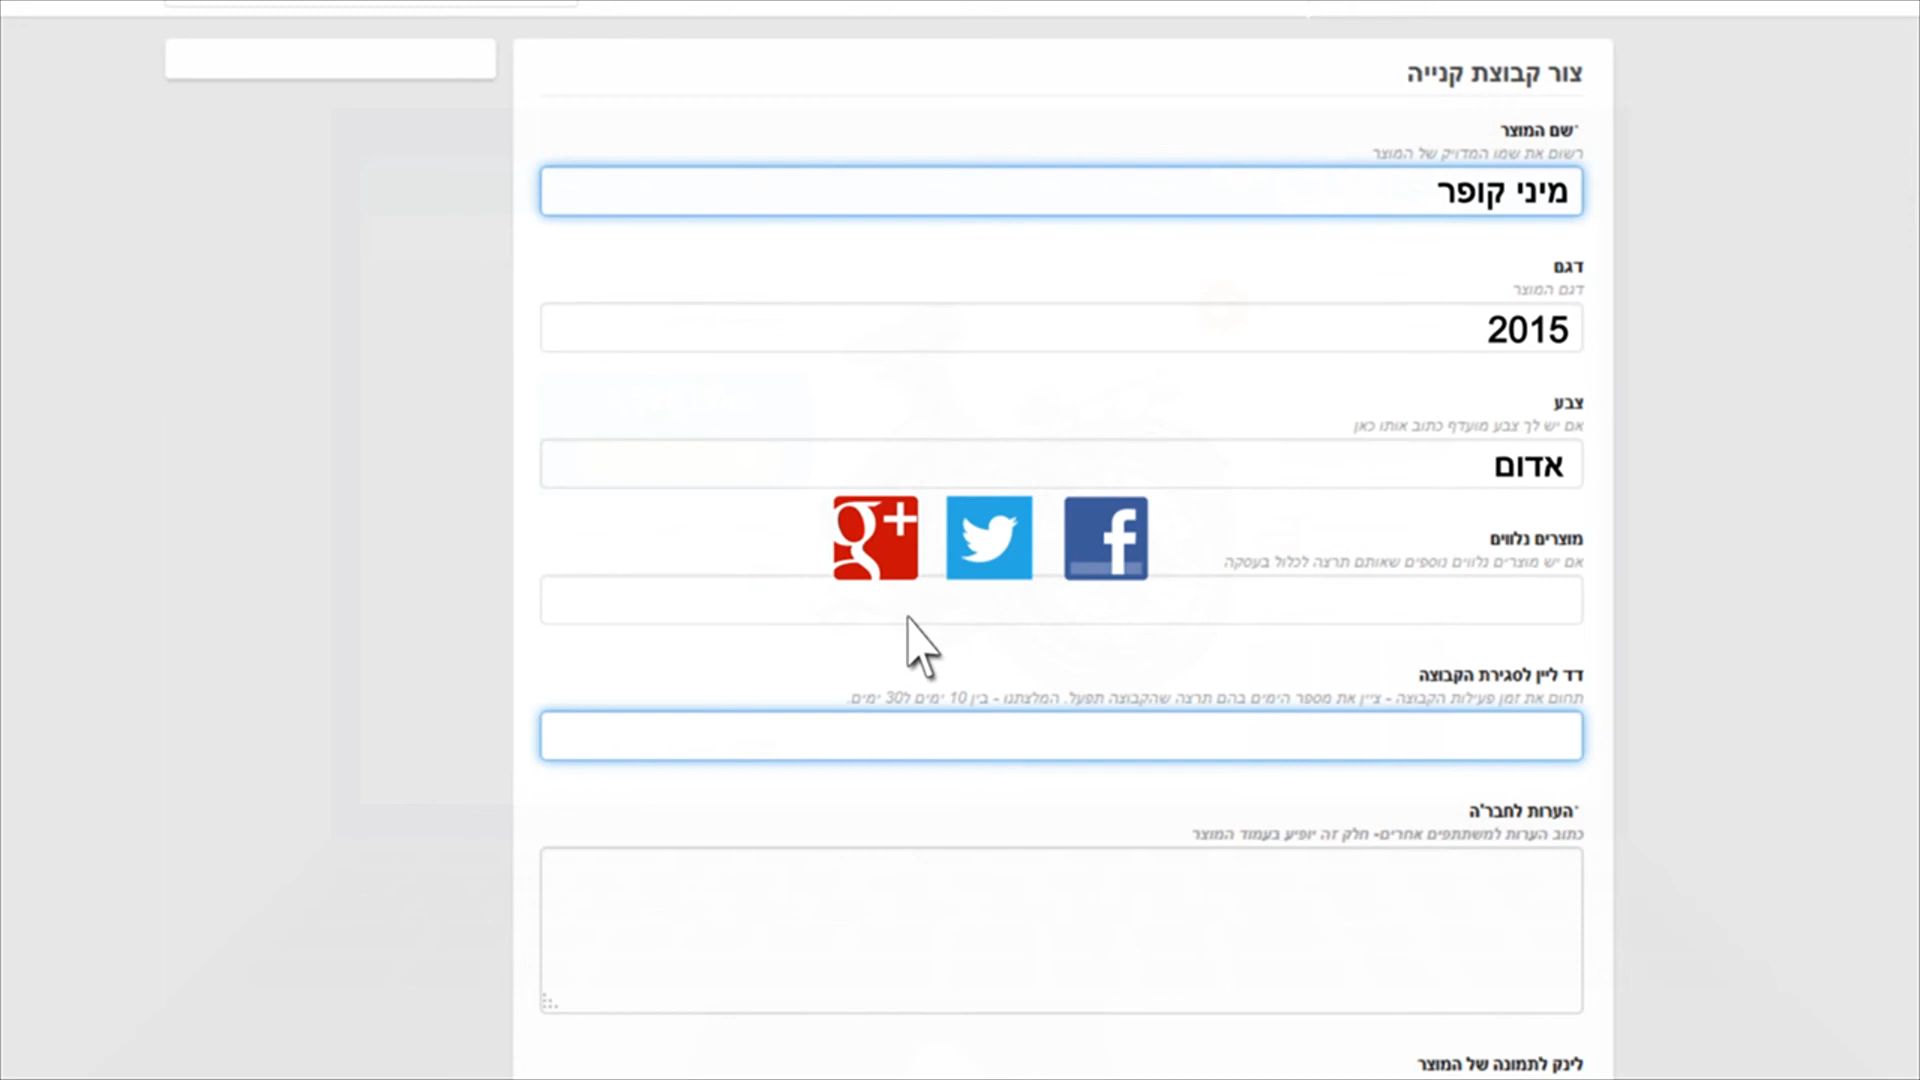 צור קבוצת קנייה
*שם המוצר
רשום את שמו המדויק של המוצר
מיני קופר
דגם
דגם המוצר
2015
צבע
אם יש לך צבע מועדף כתוב אותו כאן
אדום
g+ f
מוצרים נלווים
אם יש מוצרים נלווים נוספים שאותם תרצה לכלול בעסקה
דד ליין לסגירת הקבוצה
תחום את זמן פעילות הקבוצה - ציין את מספר הימים בהם תרצה שהקבוצה תפעל. המלצתנו - בין 10 ימים ל30 ימים.
*הערות לחבר'ה
כתוב הערות למשתתפים אחרים- חלק זה יופיע בעמוד המוצר
לינק לתמונה של המוצר